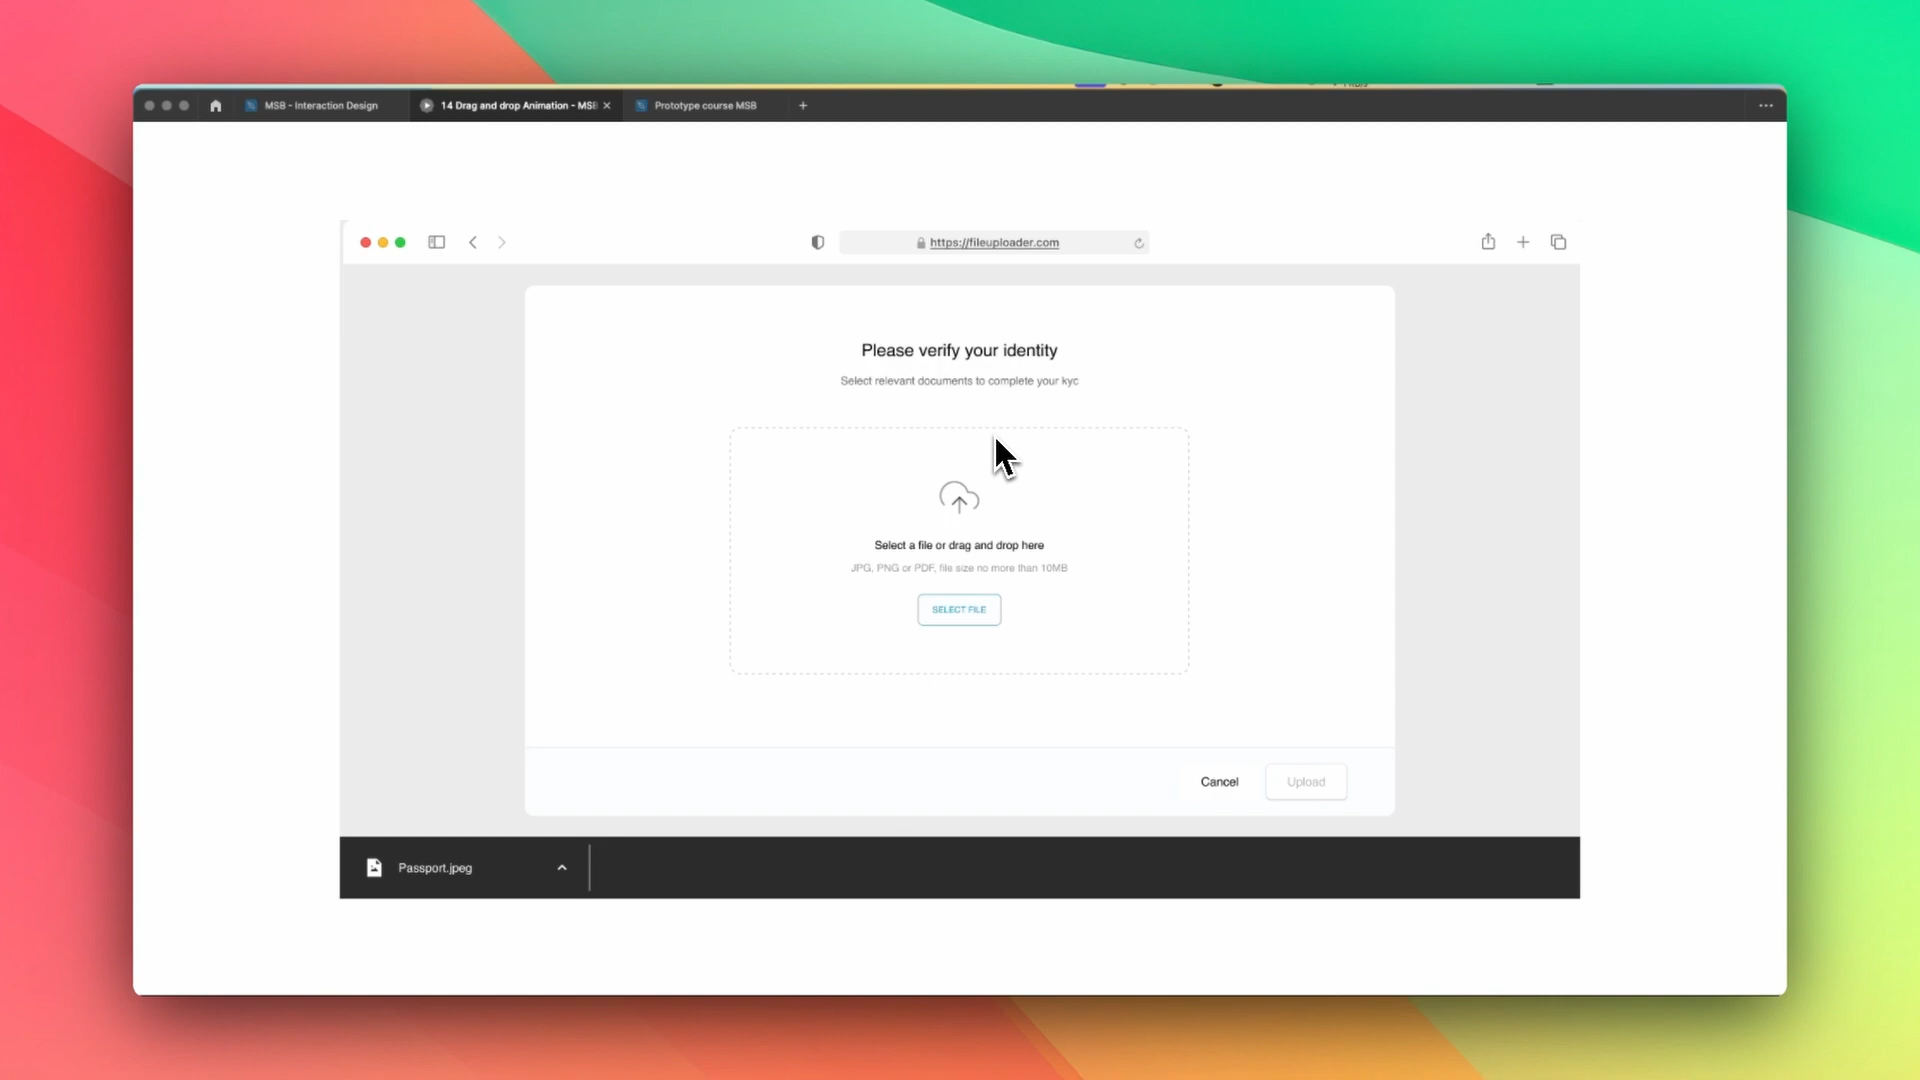 MSB - Interaction Design
14 Drag and drop Animation - MSB
Prototype course MSB
https://fileuploader.com
Please verify your identity
Select relevant documents to complete your kyc
Select a file or drag and drop here
JPG, PNG or PDF, file size no more than 10MB
SELECT FILE
Cancel
Upload
Passport.jpeg